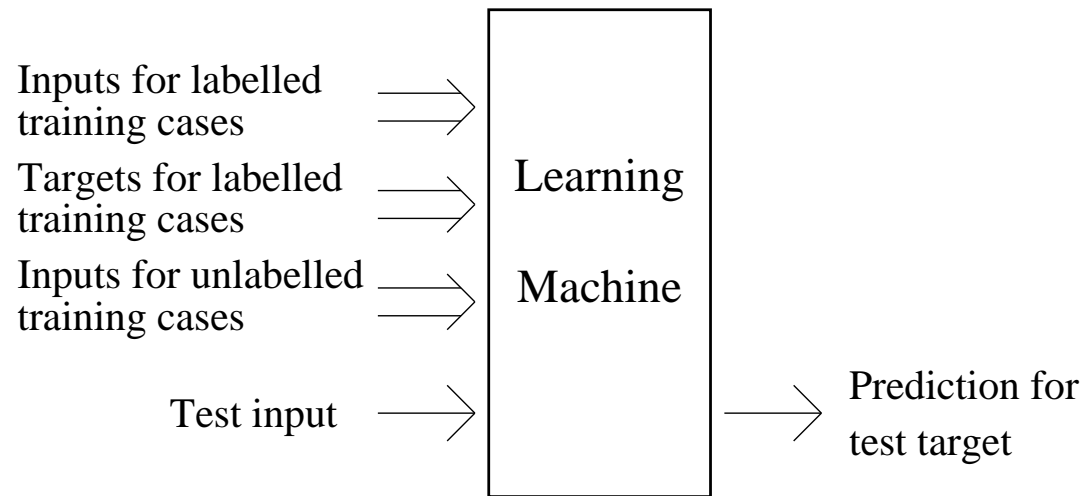 Inputs for labelled
training cases
Targets for labelled
training cases
Inputs for unlabelled
training cases
Test input
Learning
Machine
Prediction for
test target